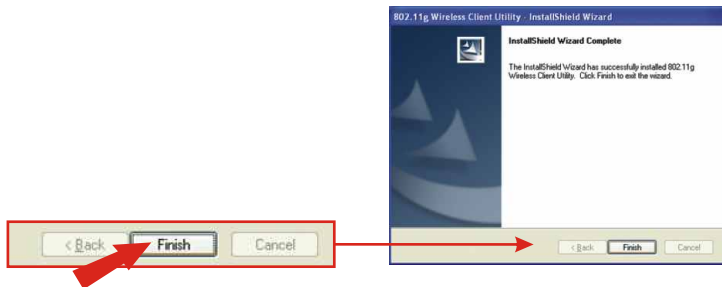 802.11g Wireless Client Utility - InstallShield Wizard
InstallShield Wizard Complete
The InstallShield Wizard has successfully installed 802.11g
Wireless Client Utility. Click Finish to exit the wizard.
< Back Finish Cancel
< Back Finish Cancel